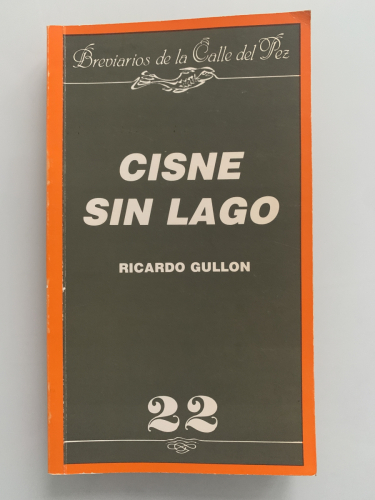 Breviarios de la Calle del Pez
CISNE
SIN LAGO
RICARDO GULLON
22